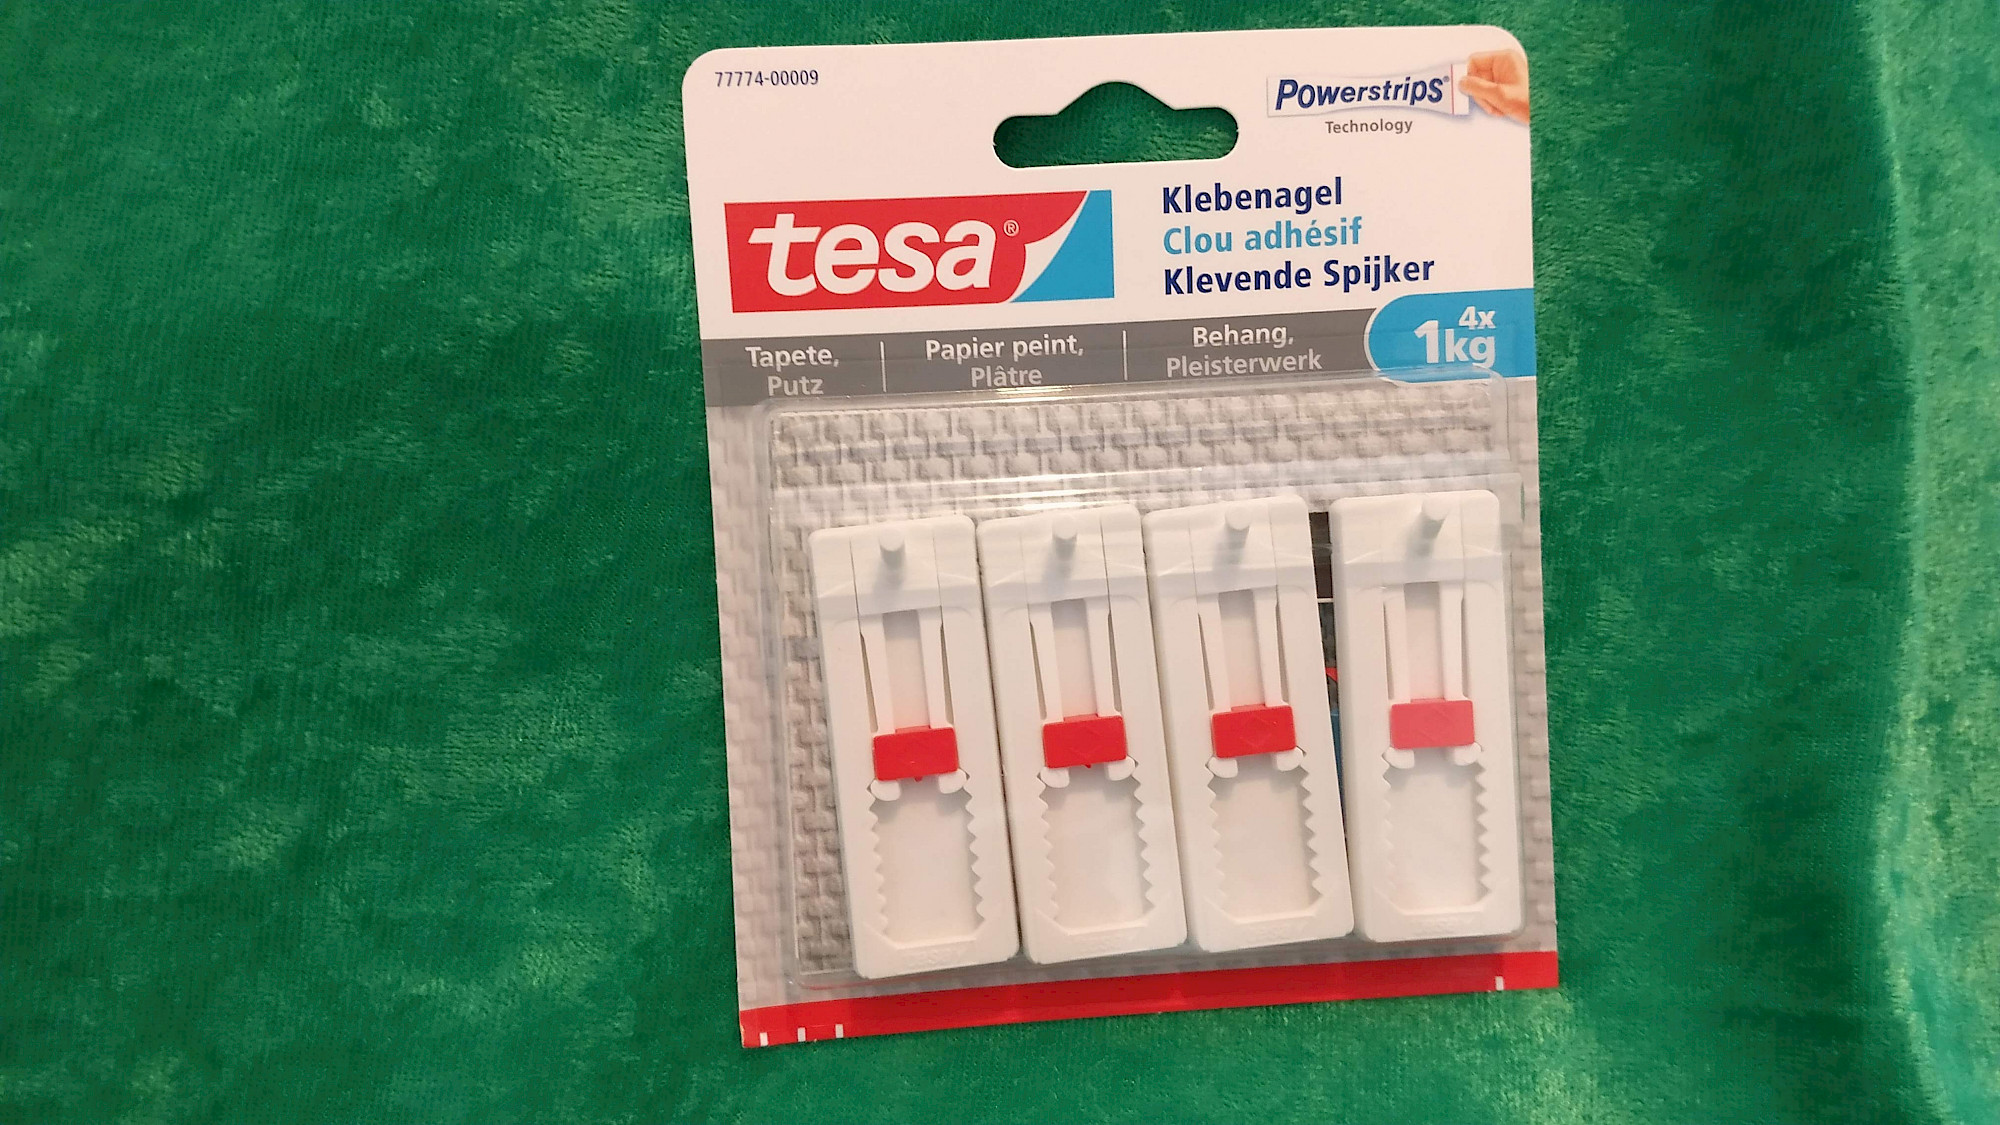 77774-00009
Powerstrips®
Technology
tesa®
Klebenagel
Clou adhésif
Klevende Spijker
4x
1kg
Tapete,
Putz
Papier peint,
Plâtre
Behang,
Pleisterwerk